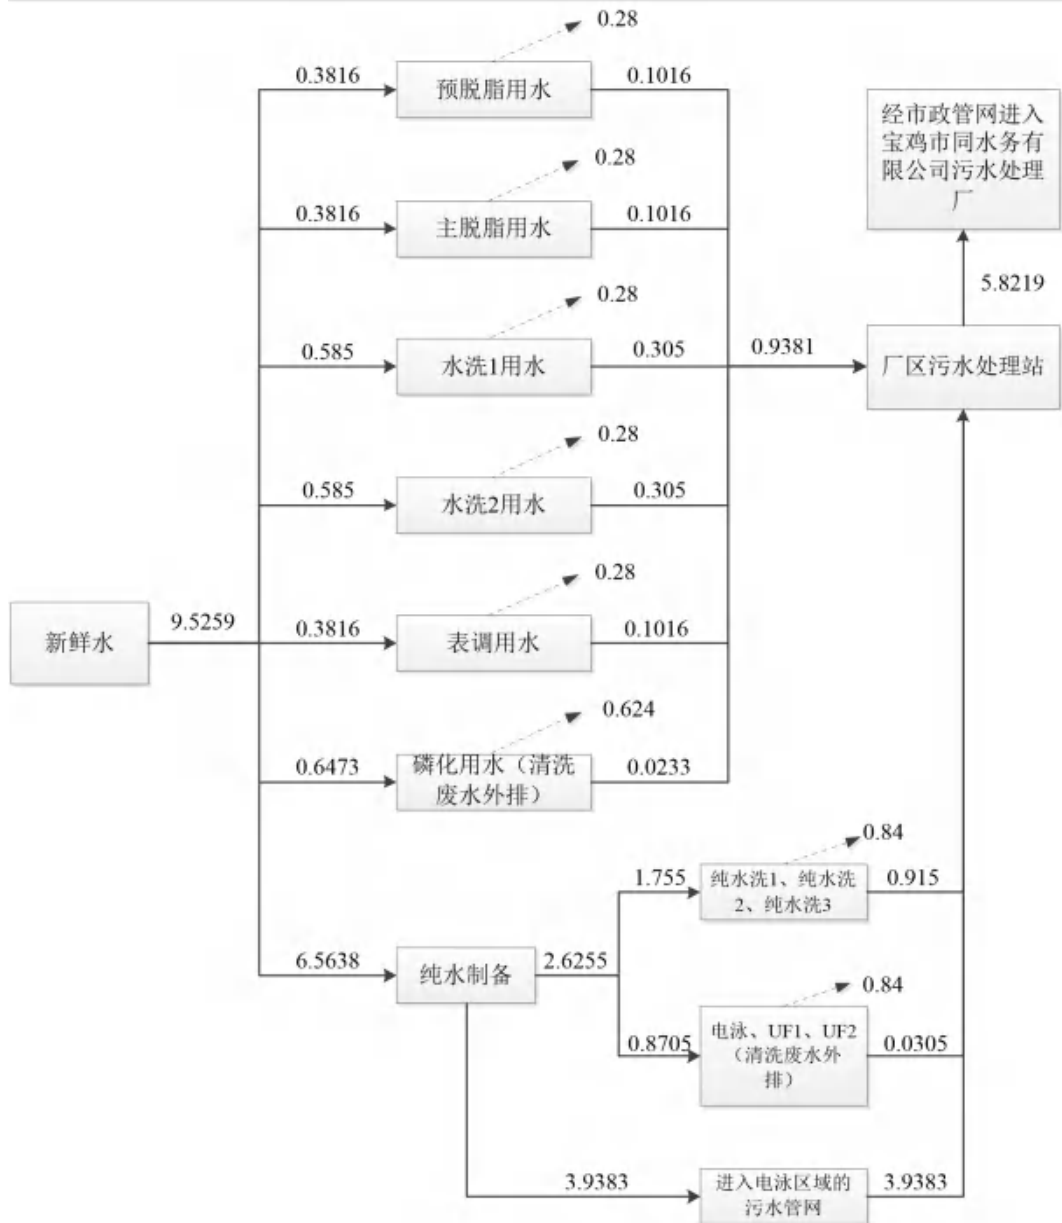 0.28
0.3816
预脱脂用水
0.1016
经市政管网进入
宝鸡市同水务有
限公司污水处理
厂
0.28
0.3816
主脱脂用水
0.1016
5.8219
0.28
0.585
水洗1用水
0.305
0.9381
厂区污水处理站
0.28
0.585
水洗2用水
0.305
0.28
新鲜水
9.5259
0.3816
表调用水
0.1016
0.624
0.6473
磷化用水（清洗
废水外排）
0.0233
0.84
1.755
纯水洗1、纯水洗
2、纯水洗3
0.915
6.5638
纯水制备
2.6255
0.84
0.8705
电泳、UF1、UF2
（清洗废水外
排）
0.0305
3.9383
进入电泳区域的
污水管网
3.9383